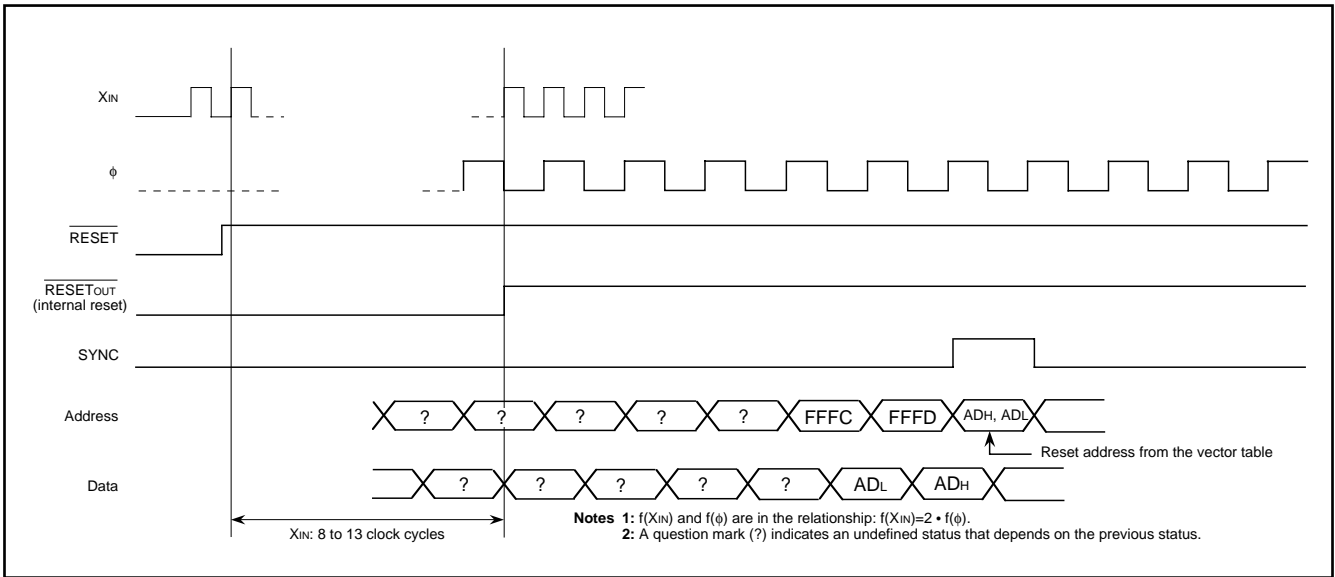 XIN
ϕ
RESET
RESETOUT
(internal reset)
SYNC
Address
? ? ? ? ? FFFC FFFD ADH, ADL
Reset address from the vector table
Data
? ? ? ? ? ADL ADH
XIN: 8 to 13 clock cycles
Notes 1: f(XIN) and f(ϕ) are in the relationship: f(XIN)=2 • f(ϕ).
2: A question mark (?) indicates an undefined status that depends on the previous status.